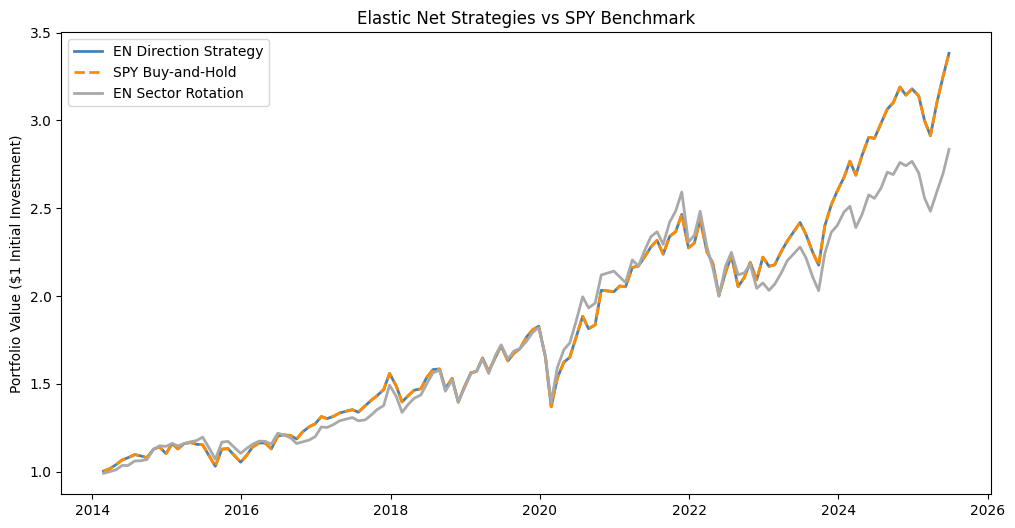 Elastic Net Strategies vs SPY Benchmark
EN Direction Strategy
SPY Buy-and-Hold
EN Sector Rotation
Portfolio Value ($1 Initial Investment)
3.5
3.0
2.5
2.0
1.5
1.0
2014
2016
2018
2020
2022
2024
2026